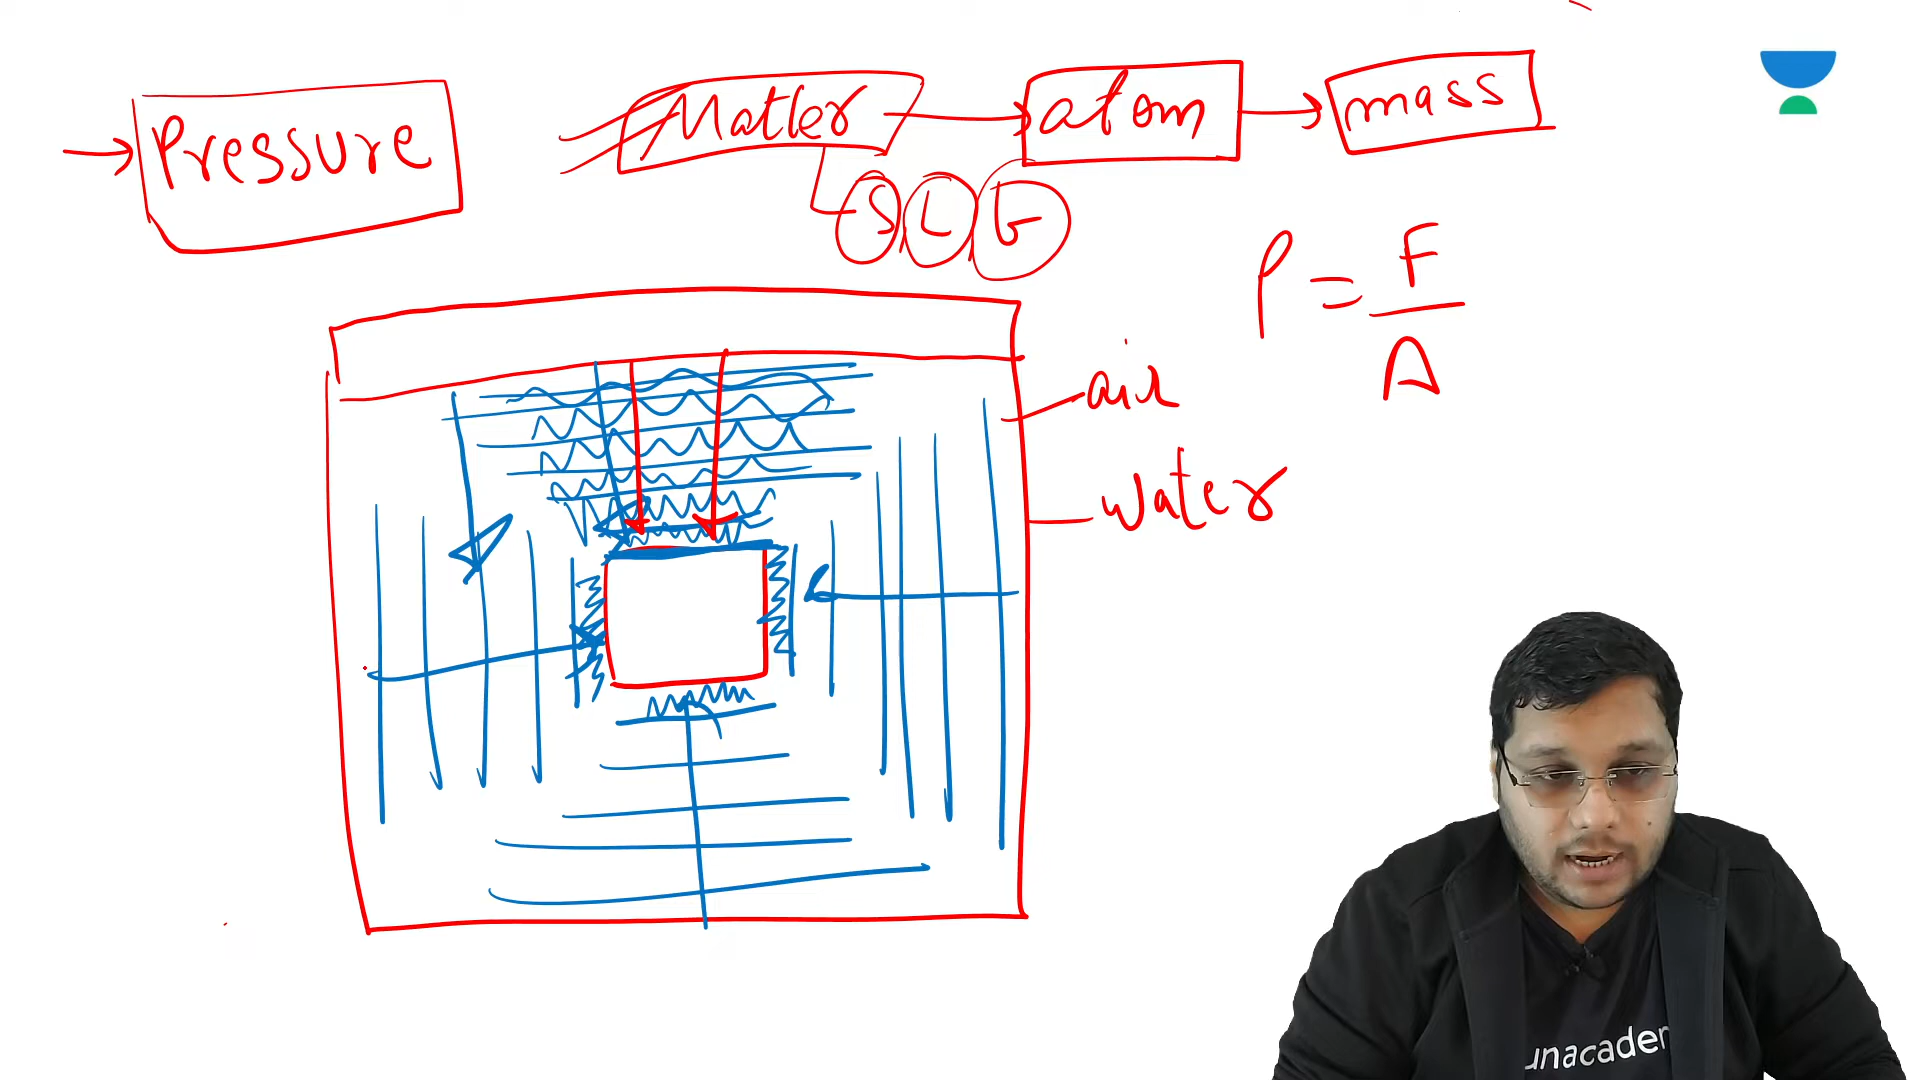 Pressure
Matter
atom
mass
S L G
P = F
A
air
water
unacadem